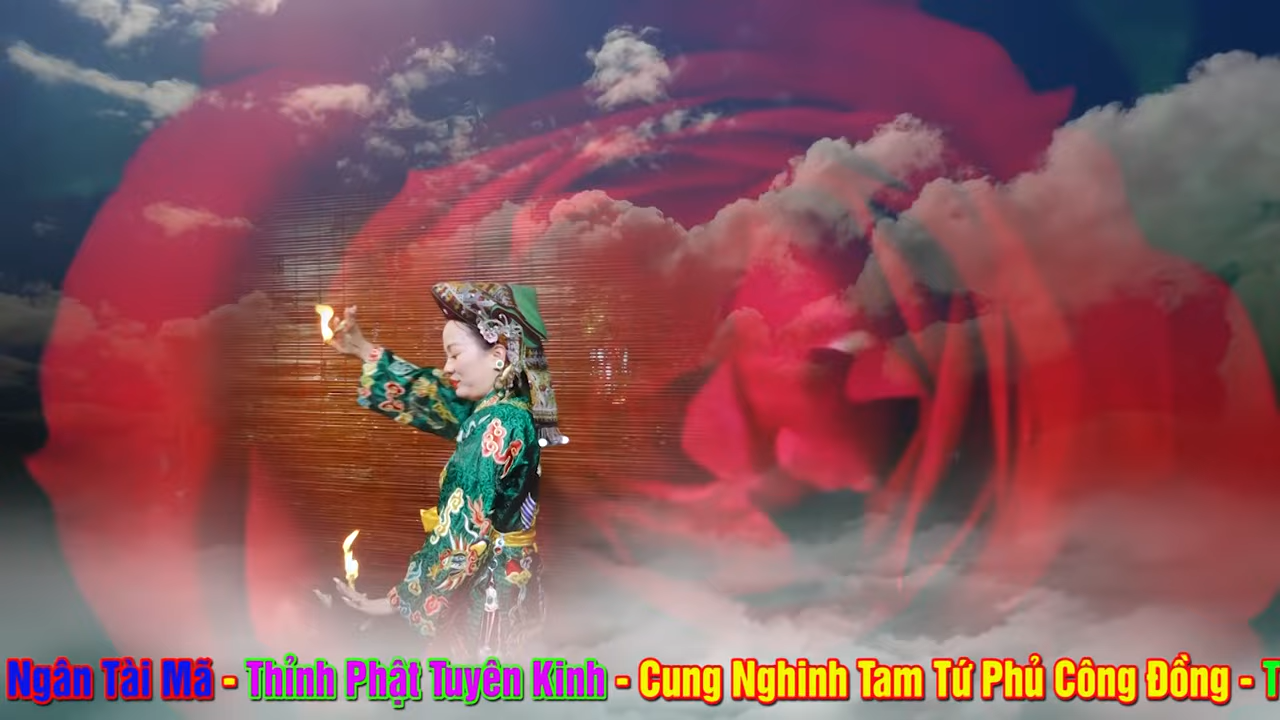 Ngân Tài Mã - Thỉnh Phật Tuyên Kinh - Cung Nghinh Tam Tứ Phủ Công Đồng - T